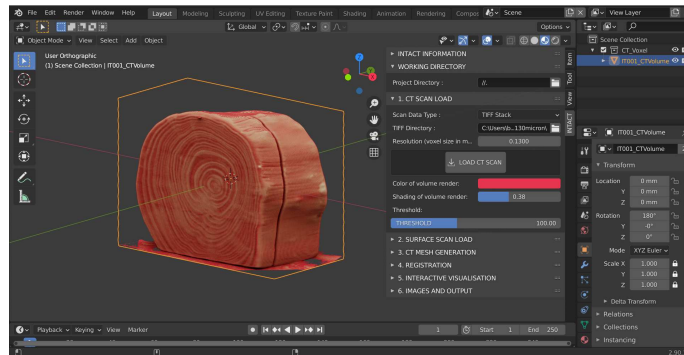 File Edit Render Window Help Layout Modeling Sculpting UV Editing Texture Paint Shading Animation Rendering Compos Scene View Layer
Global Options
Object Mode View Select Add Object
User Orthographic
(1) Scene Collection | IT001_CTVolume
Z
Item
Tool
View
INTACT
INTACT INFORMATION
WORKING DIRECTORY
Project Directory : //.
1. CT SCAN LOAD
Scan Data Type : TIFF Stack
TIFF Directory : C:\Users\b...130micron\
Resolution (voxel size in m... 0.1300
LOAD CT SCAN
Color of volume render:
Shading of volume render: 0.38
Threshold:
THRESHOLD 100.00
2. SURFACE SCAN LOAD
3. CT MESH GENERATION
4. REGISTRATION
5. INTERACTIVE VISUALISATION
6. IMAGES AND OUTPUT
Scene Collection
CT_Voxel
IT001_CTVolume
IT001_CTVolume
IT001_CTVolume
Transform
Location 0 mm
Y 0 mm
Z 0 mm
Rotation 180°
Y -0°
Z 0°
Mode XYZ Euler
Scale X 1.000
Y 1.000
Z 1.000
Delta Transform
Relations
Collections
Instancing
Playback Keying View Marker 1 Start 1 End 250
2.90